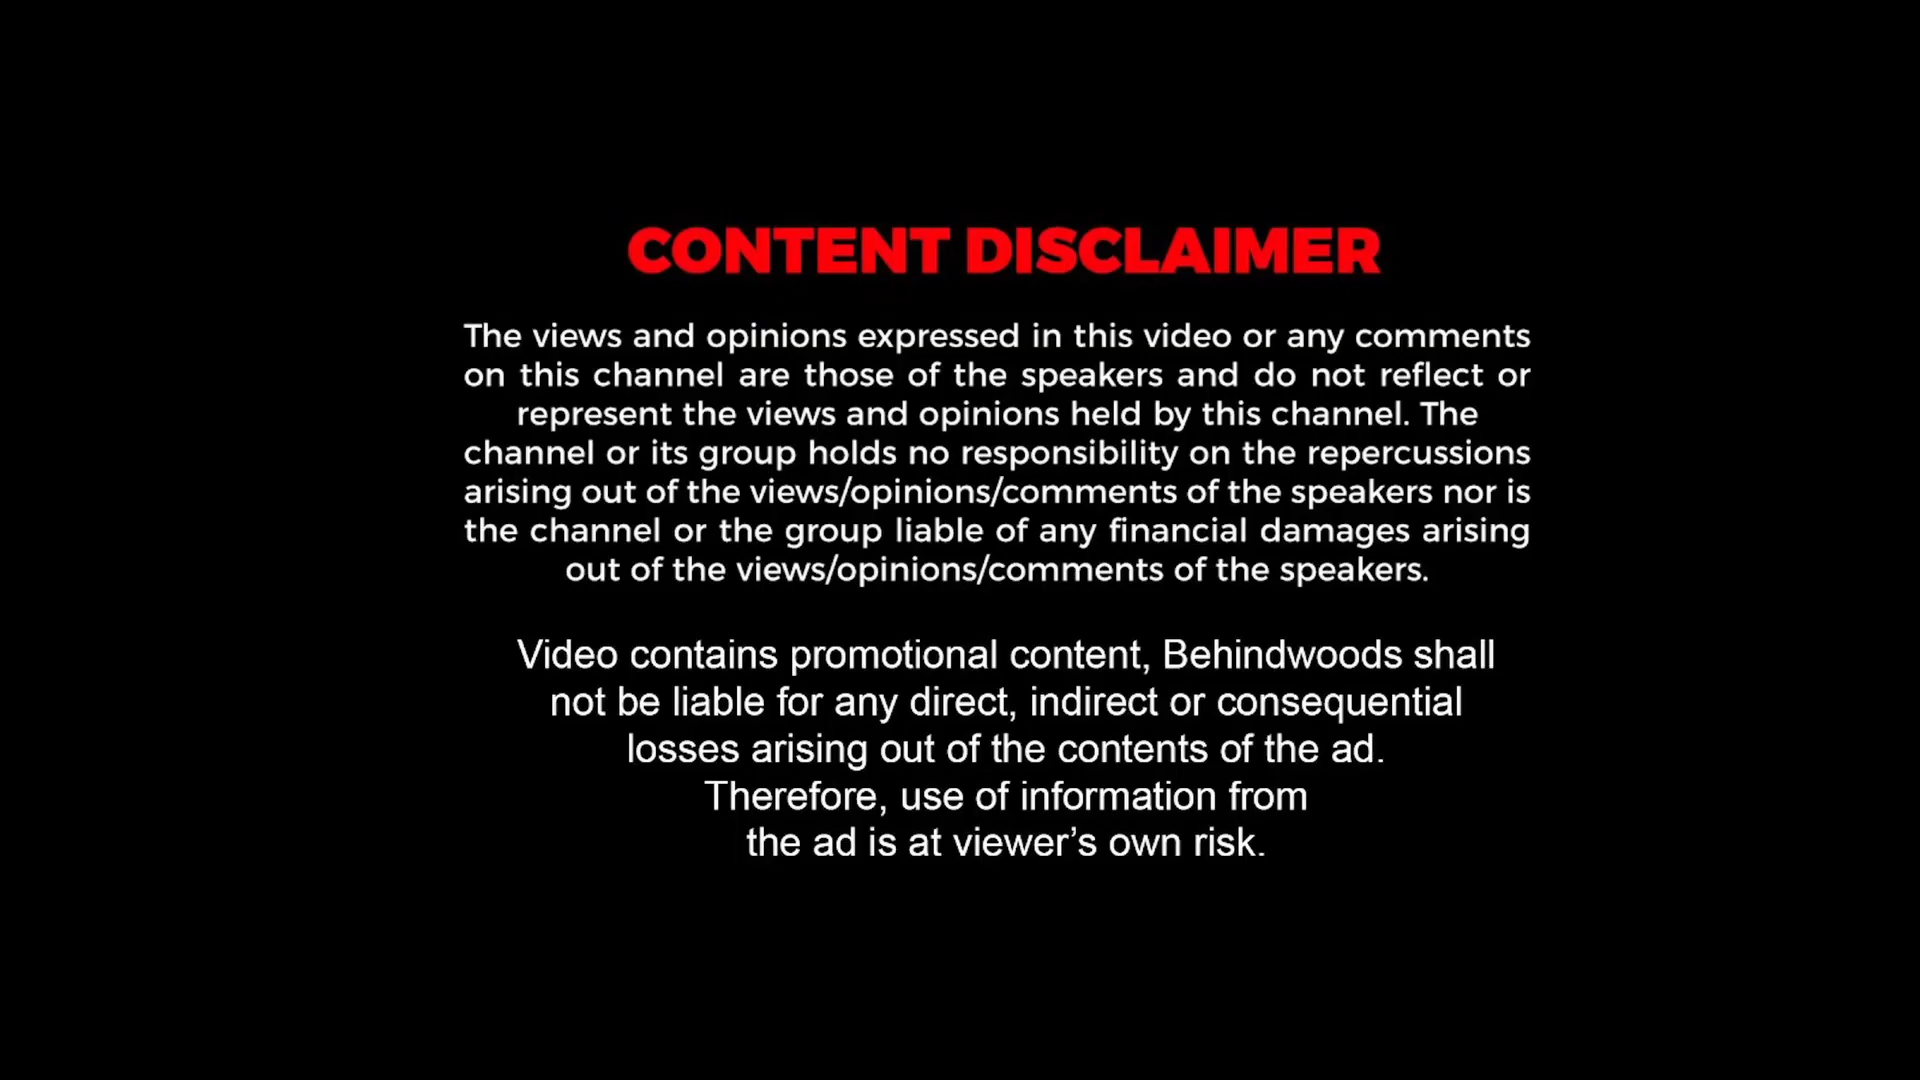 CONTENT DISCLAIMER
The views and opinions expressed in this video or any comments
on this channel are those of the speakers and do not reflect or
represent the views and opinions held by this channel. The
channel or its group holds no responsibility on the repercussions
arising out of the views/opinions/comments of the speakers nor is
the channel or the group liable of any financial damages arising
out of the views/opinions/comments of the speakers.
Video contains promotional content, Behindwoods shall
not be liable for any direct, indirect or consequential
losses arising out of the contents of the ad.
Therefore, use of information from
the ad is at viewer’s own risk.